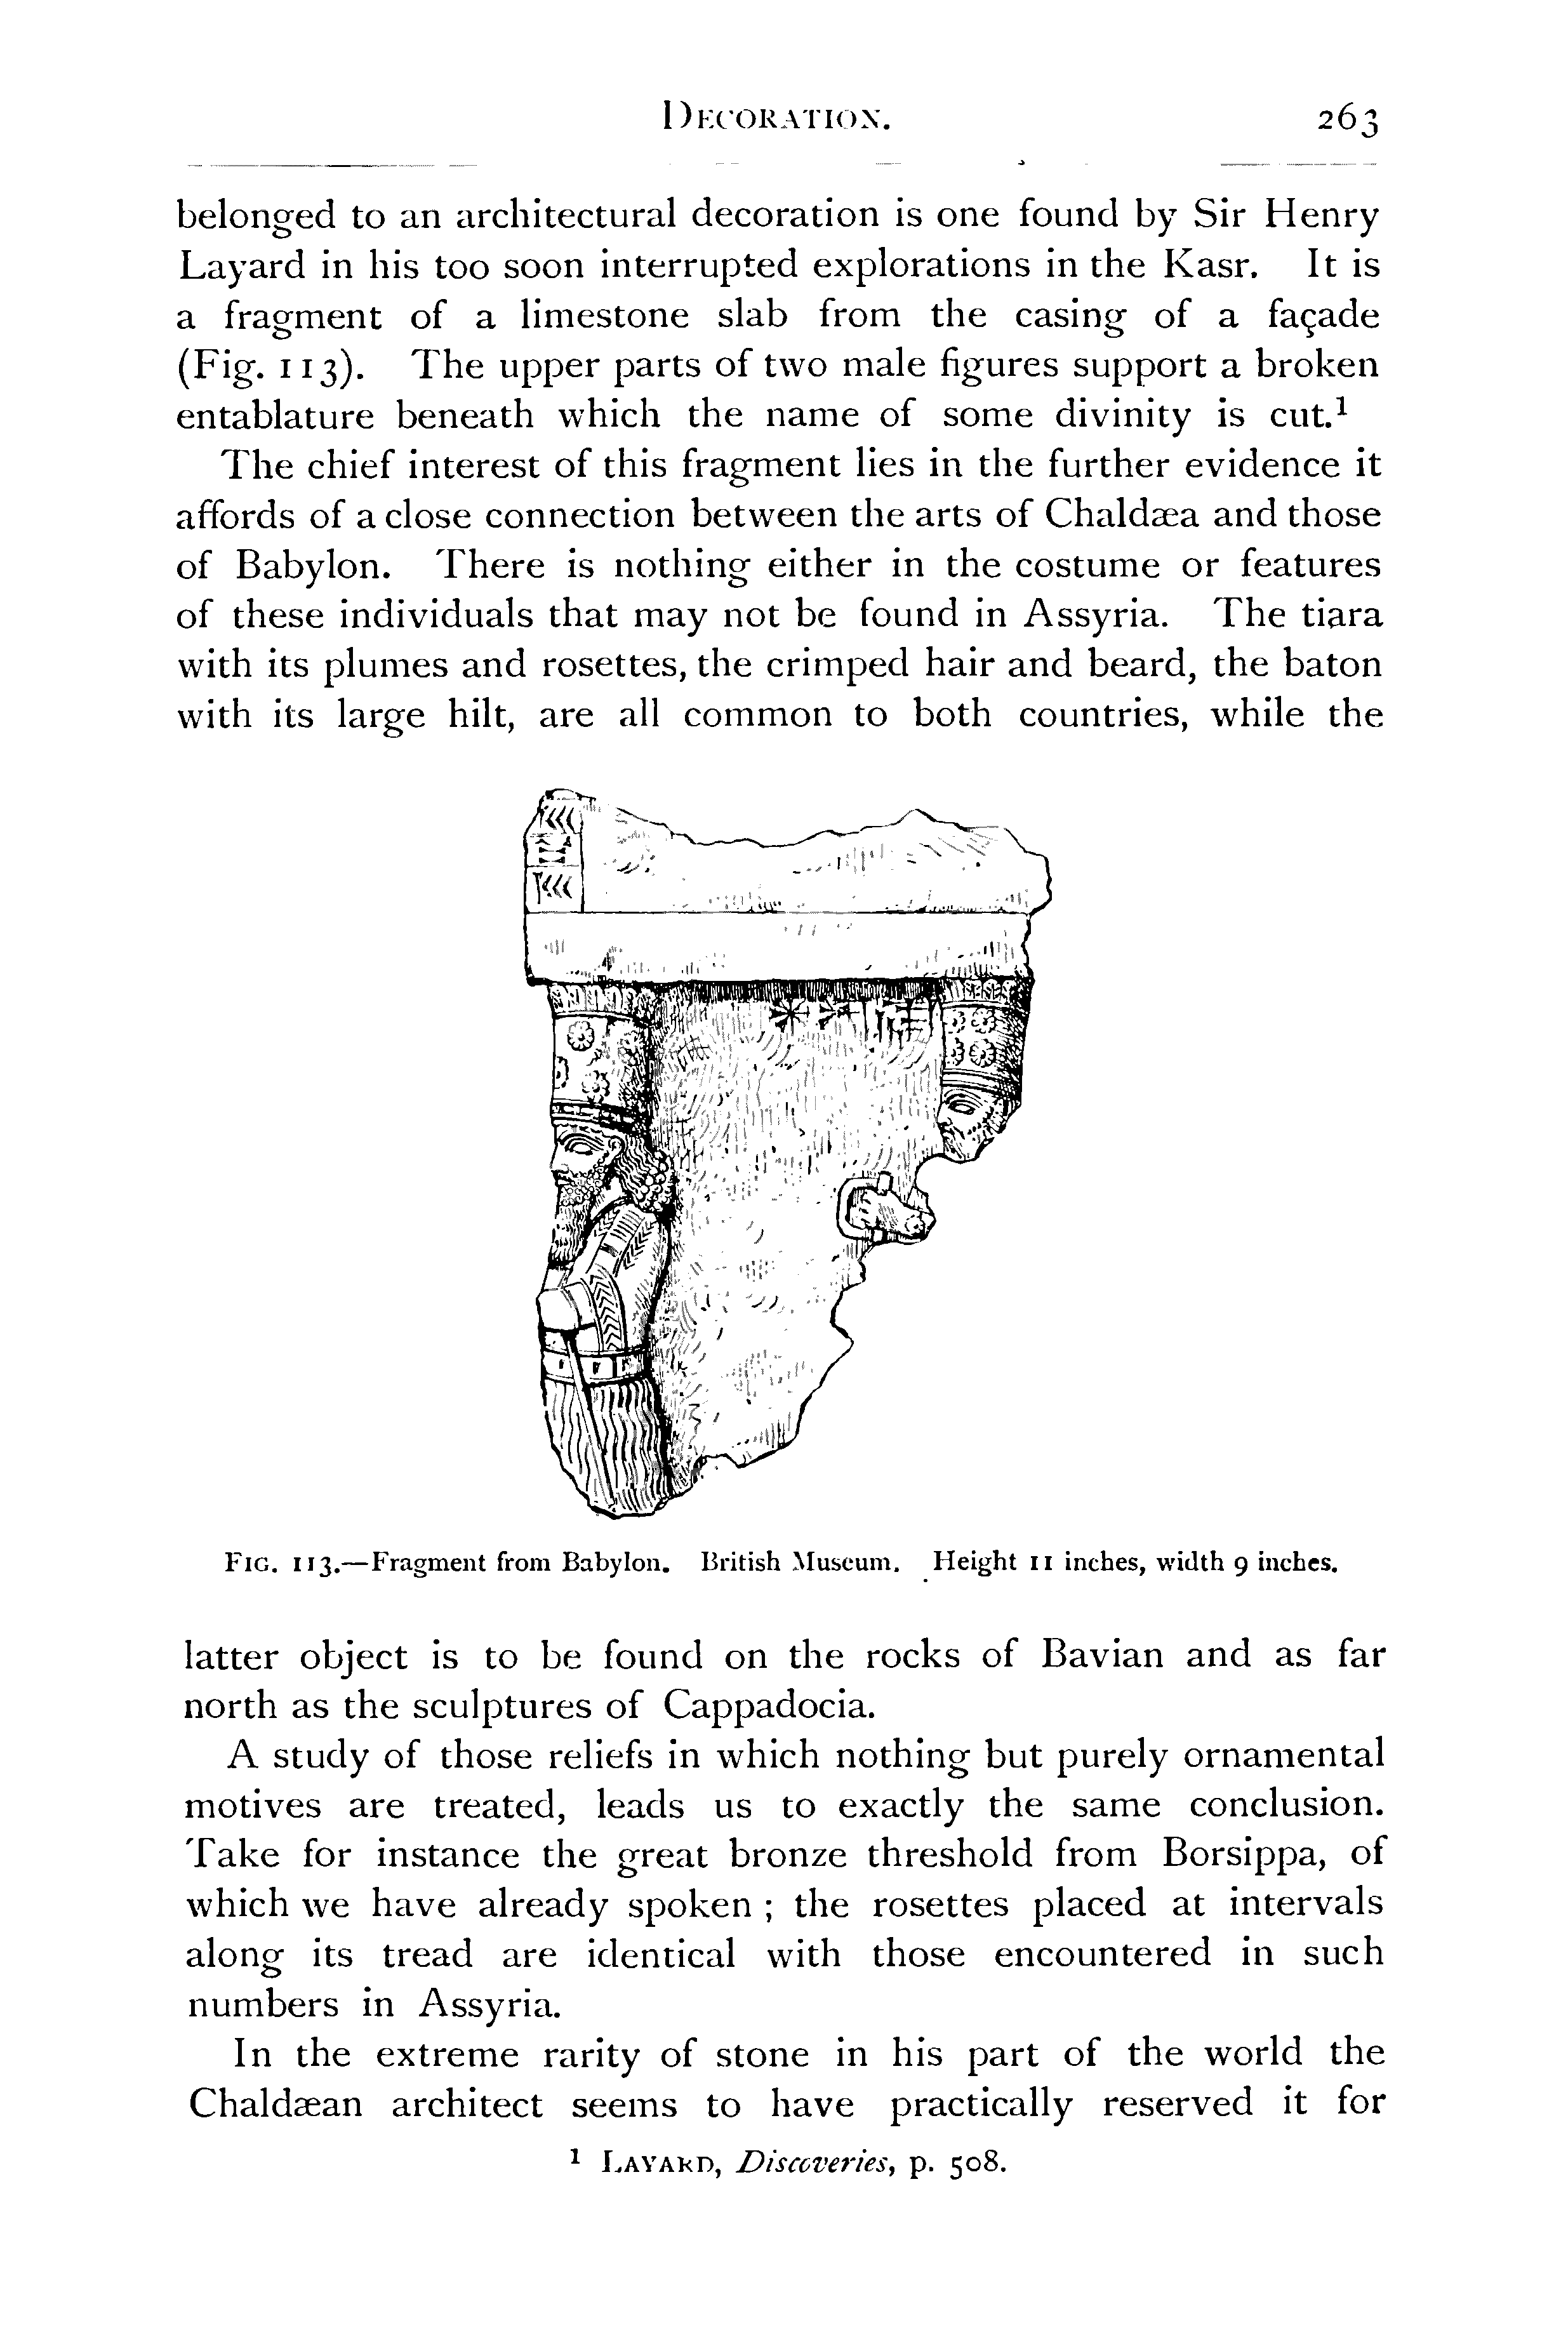 DECORATION. 263
belonged to an architectural decoration is one found by Sir Henry
Layard in his too soon interrupted explorations in the Kasr. It is
a fragment of a limestone slab from the casing of a façade
(Fig. 113). The upper parts of two male figures support a broken
entablature beneath which the name of some divinity is cut.¹
The chief interest of this fragment lies in the further evidence it
affords of a close connection between the arts of Chaldæa and those
of Babylon. There is nothing either in the costume or features
of these individuals that may not be found in Assyria. The tiara
with its plumes and rosettes, the crimped hair and beard, the baton
with its large hilt, are all common to both countries, while the
FIG. 113.—Fragment from Babylon. British Museum. Height 11 inches, width 9 inches.
latter object is to be found on the rocks of Bavian and as far
north as the sculptures of Cappadocia.
A study of those reliefs in which nothing but purely ornamental
motives are treated, leads us to exactly the same conclusion.
Take for instance the great bronze threshold from Borsippa, of
which we have already spoken ; the rosettes placed at intervals
along its tread are identical with those encountered in such
numbers in Assyria.
In the extreme rarity of stone in his part of the world the
Chaldæan architect seems to have practically reserved it for
¹ LAYARD, Discoveries, p. 508.